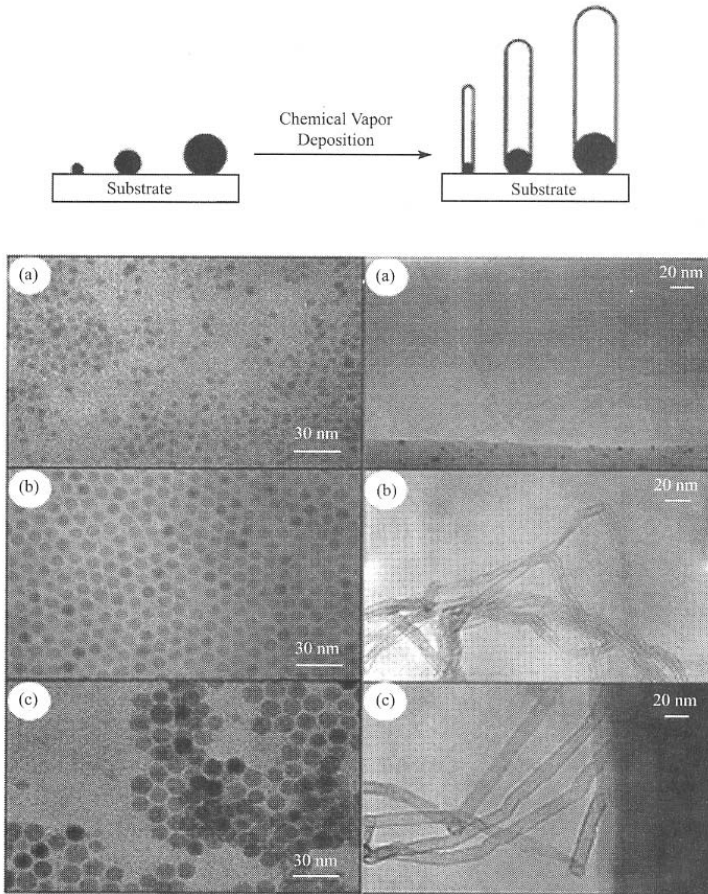 Chemical Vapor
Deposition
Substrate
Substrate
(a)
30 nm
(a)
20 nm
(b)
30 nm
(b)
20 nm
(c)
30 nm
(c)
20 nm